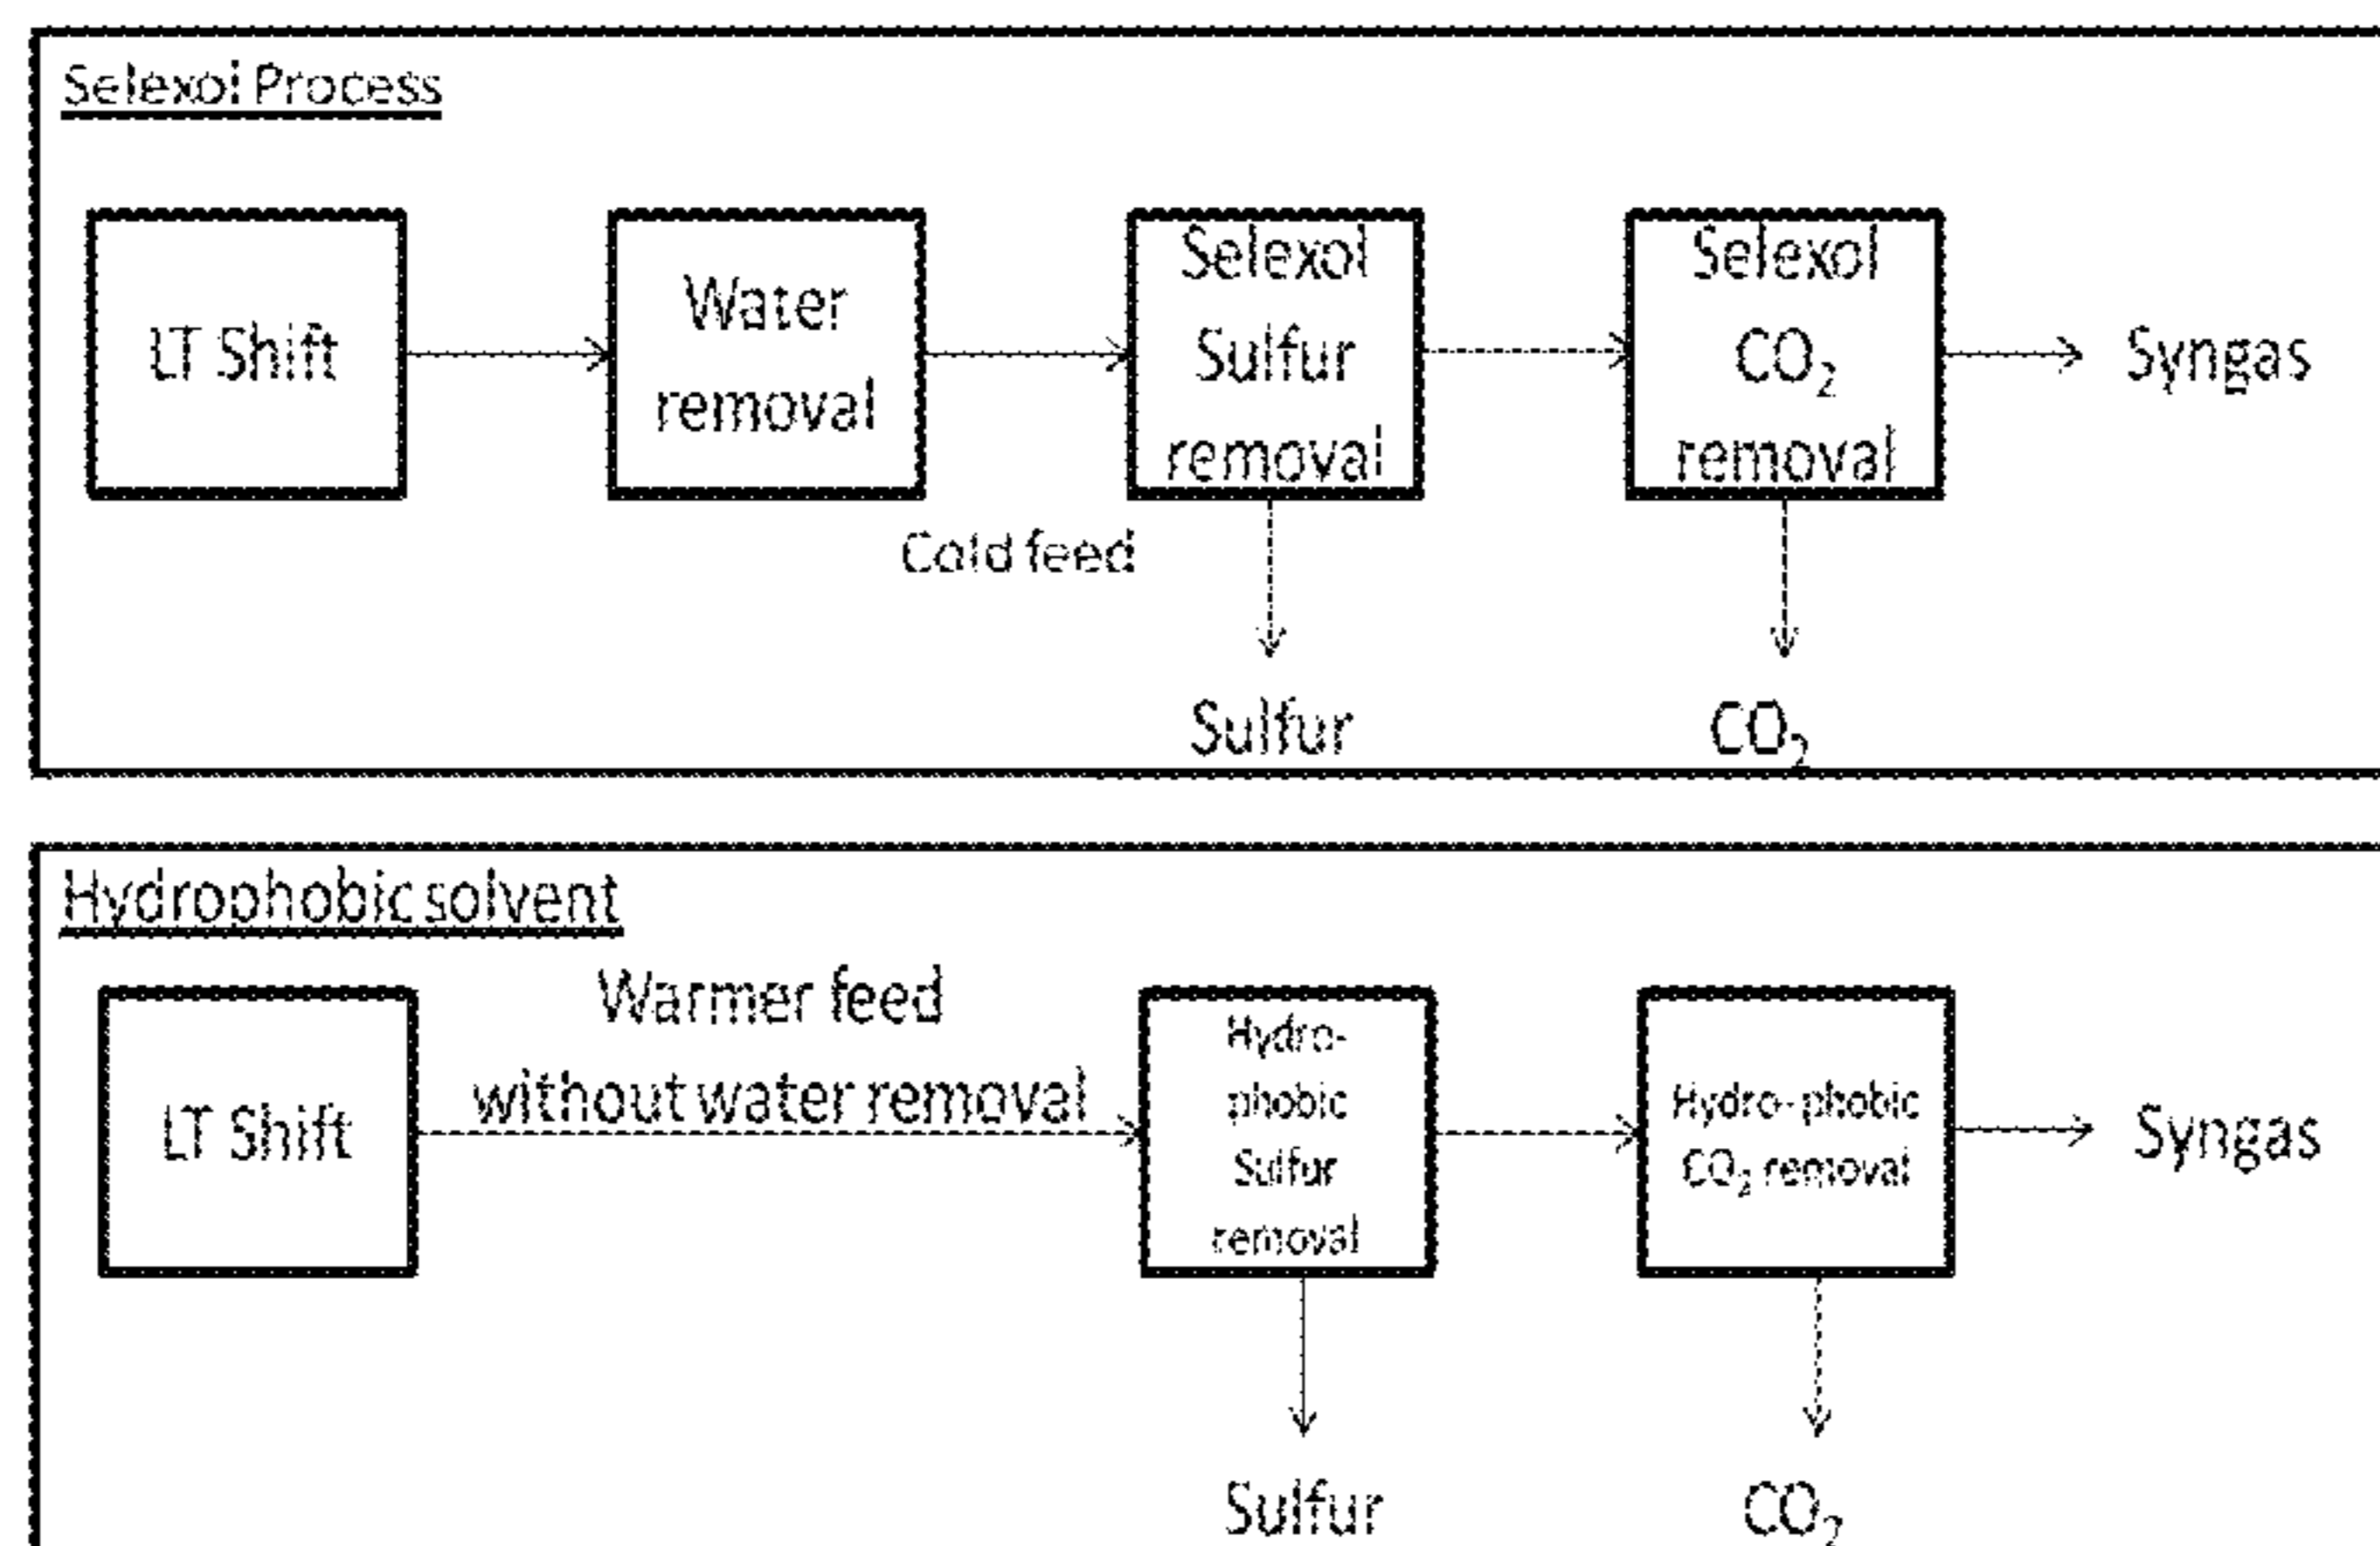 Selexol Process
LT Shift
Water
removal
Selexol
Sulfur
removal
Selexol
CO₂
removal
Syngas
Cold feed
Sulfur
CO₂
Hydrophobic solvent
Warmer feed
without water removal
LT Shift
Hydro-
phobic
Sulfur
removal
Hydro-phobic
CO₂ removal
Syngas
Sulfur
CO₂